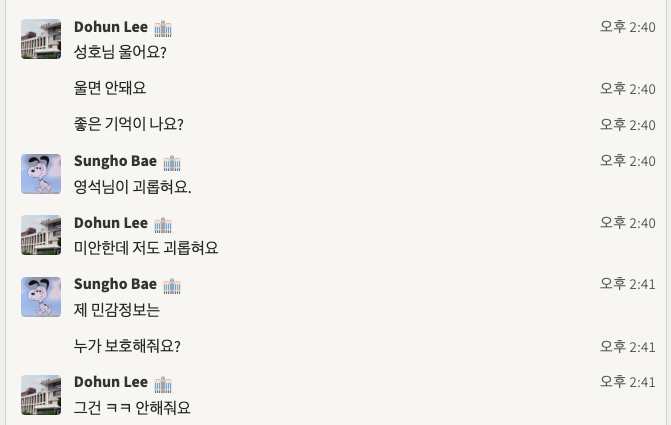 Dohun Lee
오후 2:40
성호님 울어요?
울면 안돼요
오후 2:40
좋은 기억이 나요?
오후 2:40
Sungho Bae
오후 2:40
영석님이 괴롭혀요.
Dohun Lee
오후 2:40
미안한데 저도 괴롭혀요
Sungho Bae
오후 2:41
제 민감정보는
누가 보호해줘요?
오후 2:41
Dohun Lee
오후 2:41
그건 ㅋㅋ 안해줘요